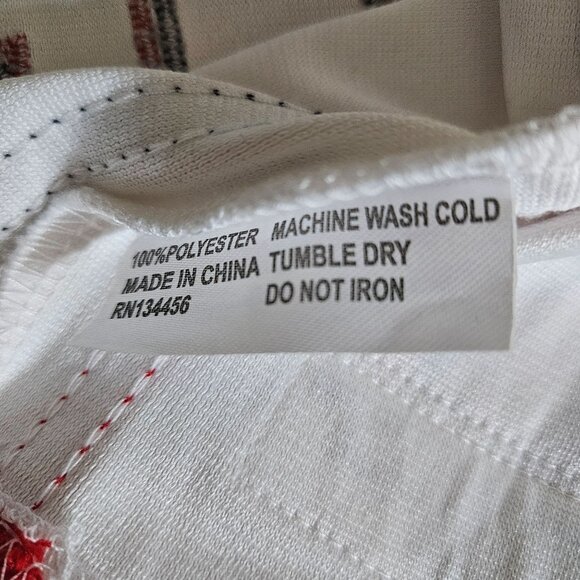 100%POLYESTER
MADE IN CHINA
RN134456
MACHINE WASH COLD
TUMBLE DRY
DO NOT IRON